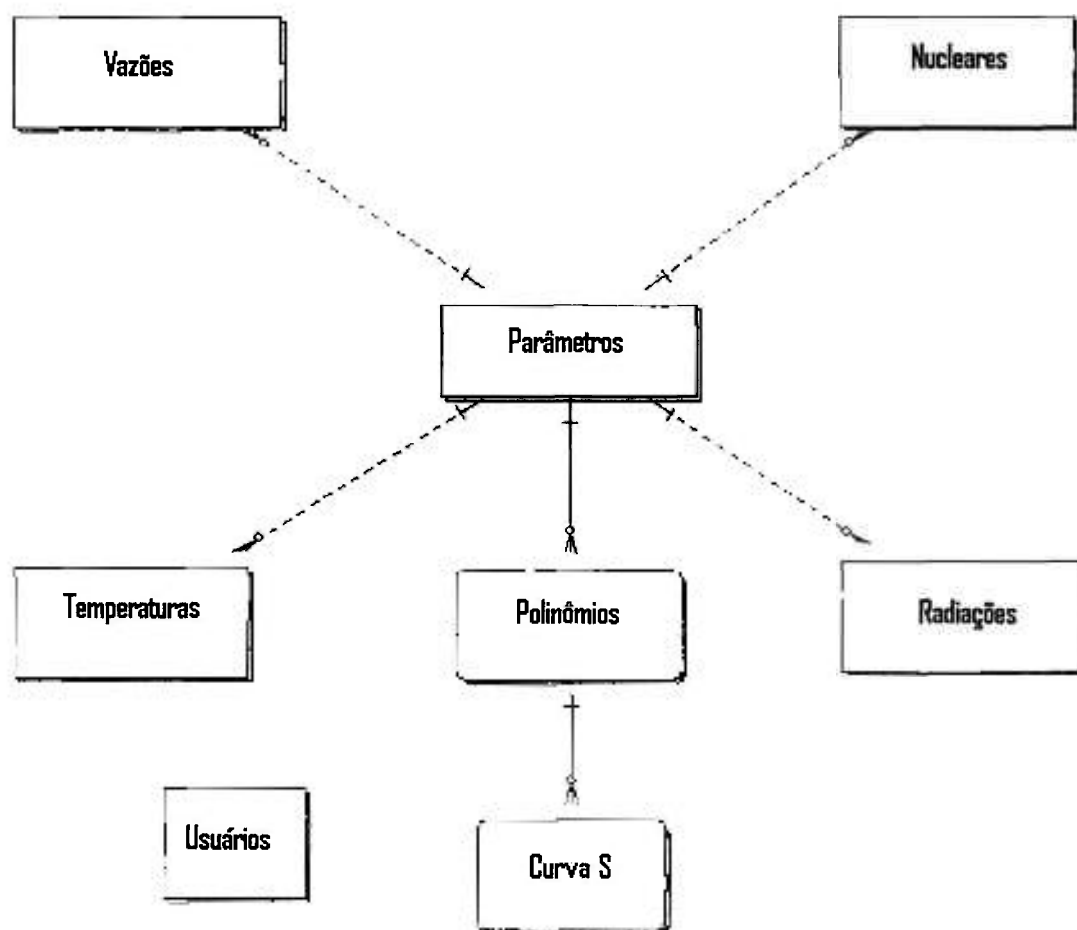 Vazões
Nucleares
Parâmetros
Temperaturas
Polinômios
Radiações
Usuários
Curva S